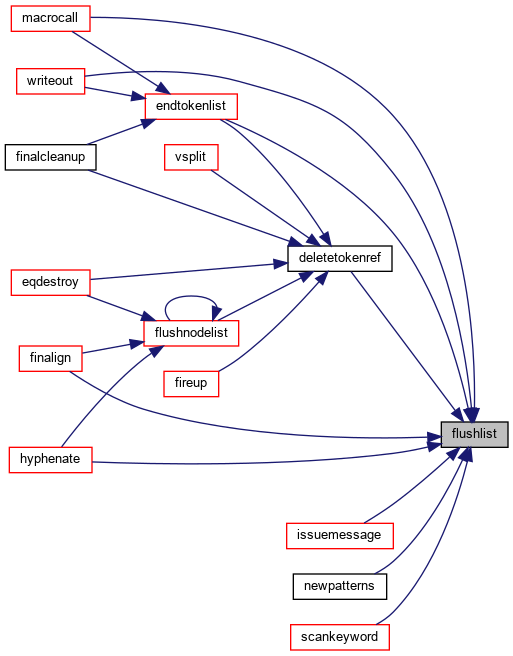 macrocall
writeout
endtokenlist
finalcleanup
vsplit
deletetokenref
eqdestroy
flushnodelist
finalign
fireup
flushlist
hyphenate
issuemessage
newpatterns
scankeyword